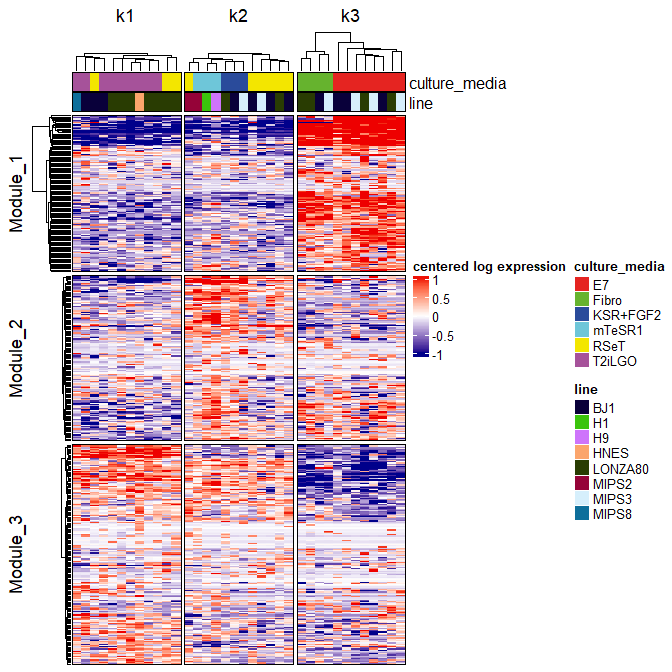 k1 k2 k3
culture_media
line
Module_1
Module_2
Module_3
centered log expression
1
0.5
0
-0.5
-1
culture_media
E7
Fibro
KSR+FGF2
mTeSR1
RSeT
T2iLGO
line
BJ1
H1
H9
HNES
LONZA80
MIPS2
MIPS3
MIPS8